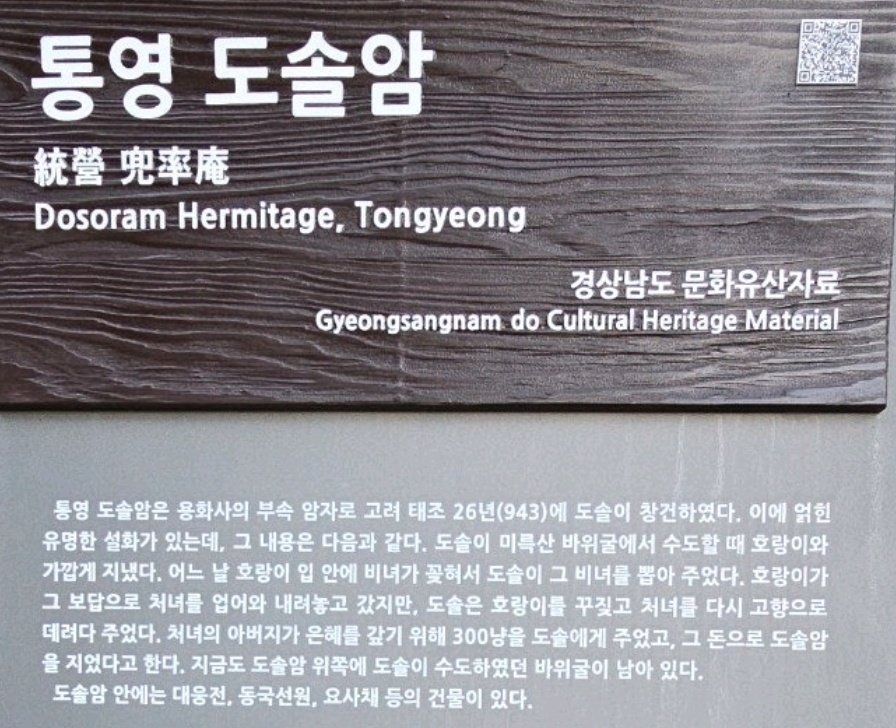 통영 도솔암
統營 兜率庵
Dosoram Hermitage, Tongyeong
경상남도 문화유산자료
Gyeongsangnam do Cultural Heritage Material
통영 도솔암은 용화사의 부속 암자로 고려 태조 26년(943)에 도솔이 창건하였다. 이에 얽힌
유명한 설화가 있는데, 그 내용은 다음과 같다. 도솔이 미륵산 바위굴에서 수도할 때 호랑이와
가깝게 지냈다. 어느 날 호랑이 입 안에 비녀가 꽂혀서 도솔이 그 비녀를 뽑아 주었다. 호랑이가
그 보답으로 처녀를 업어와 내려놓고 갔지만, 도솔은 호랑이를 꾸짖고 처녀를 다시 고향으로
데려다 주었다. 처녀의 아버지가 은혜를 갚기 위해 300냥을 도솔에게 주었고, 그 돈으로 도솔암
을 지었다고 한다. 지금도 도솔암 위쪽에 도솔이 수도하였던 바위굴이 남아 있다.
도솔암 안에는 대웅전, 동국선원, 요사채 등의 건물이 있다.